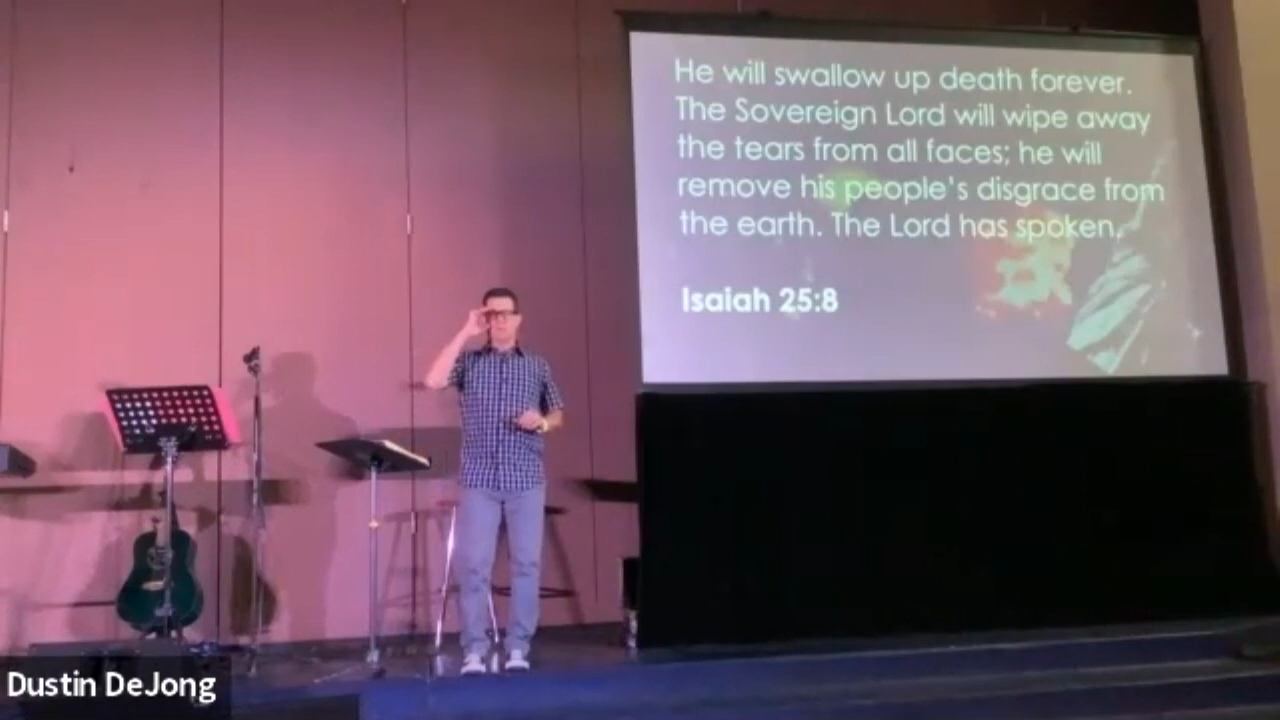 He will swallow up death forever.
The Sovereign Lord will wipe away
the tears from all faces; he will
remove his people's disgrace from
the earth. The Lord has spoken.
Isaiah 25:8
Dustin DeJong